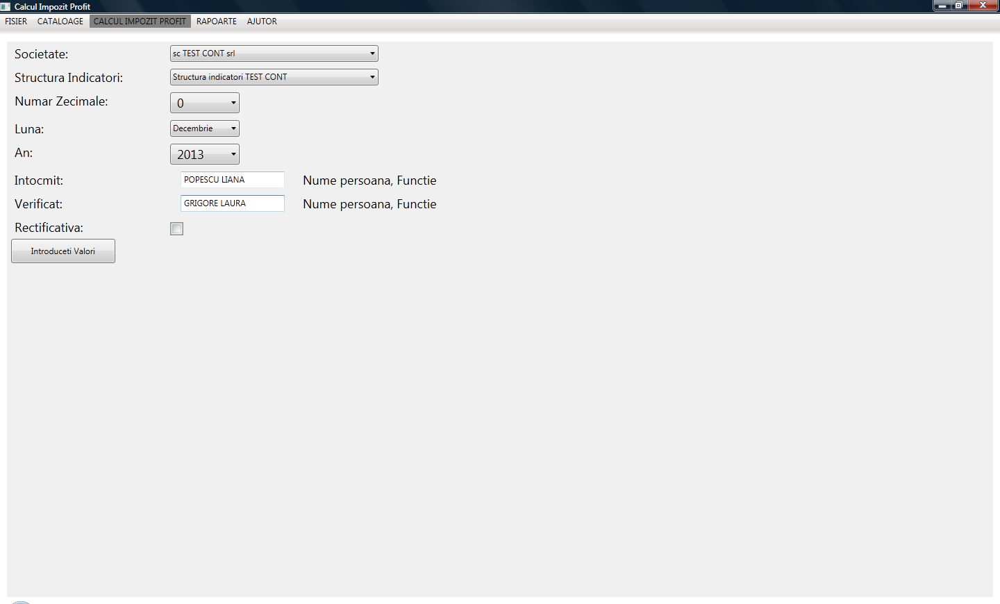 Calcul Impozit Profit
FISIER CATALOAGE CALCUL IMPOZIT PROFIT RAPOARTE AJUTOR
Societate: sc TEST CONT srl
Structura Indicatori: Structura indicatori TEST CONT
Numar Zecimale: 0
Luna: Decembrie
An: 2013
Intocmit: POPESCU LIANA Nume persoana, Functie
Verificat: GRIGORE LAURA Nume persoana, Functie
Rectificativa:
Introduceti Valori